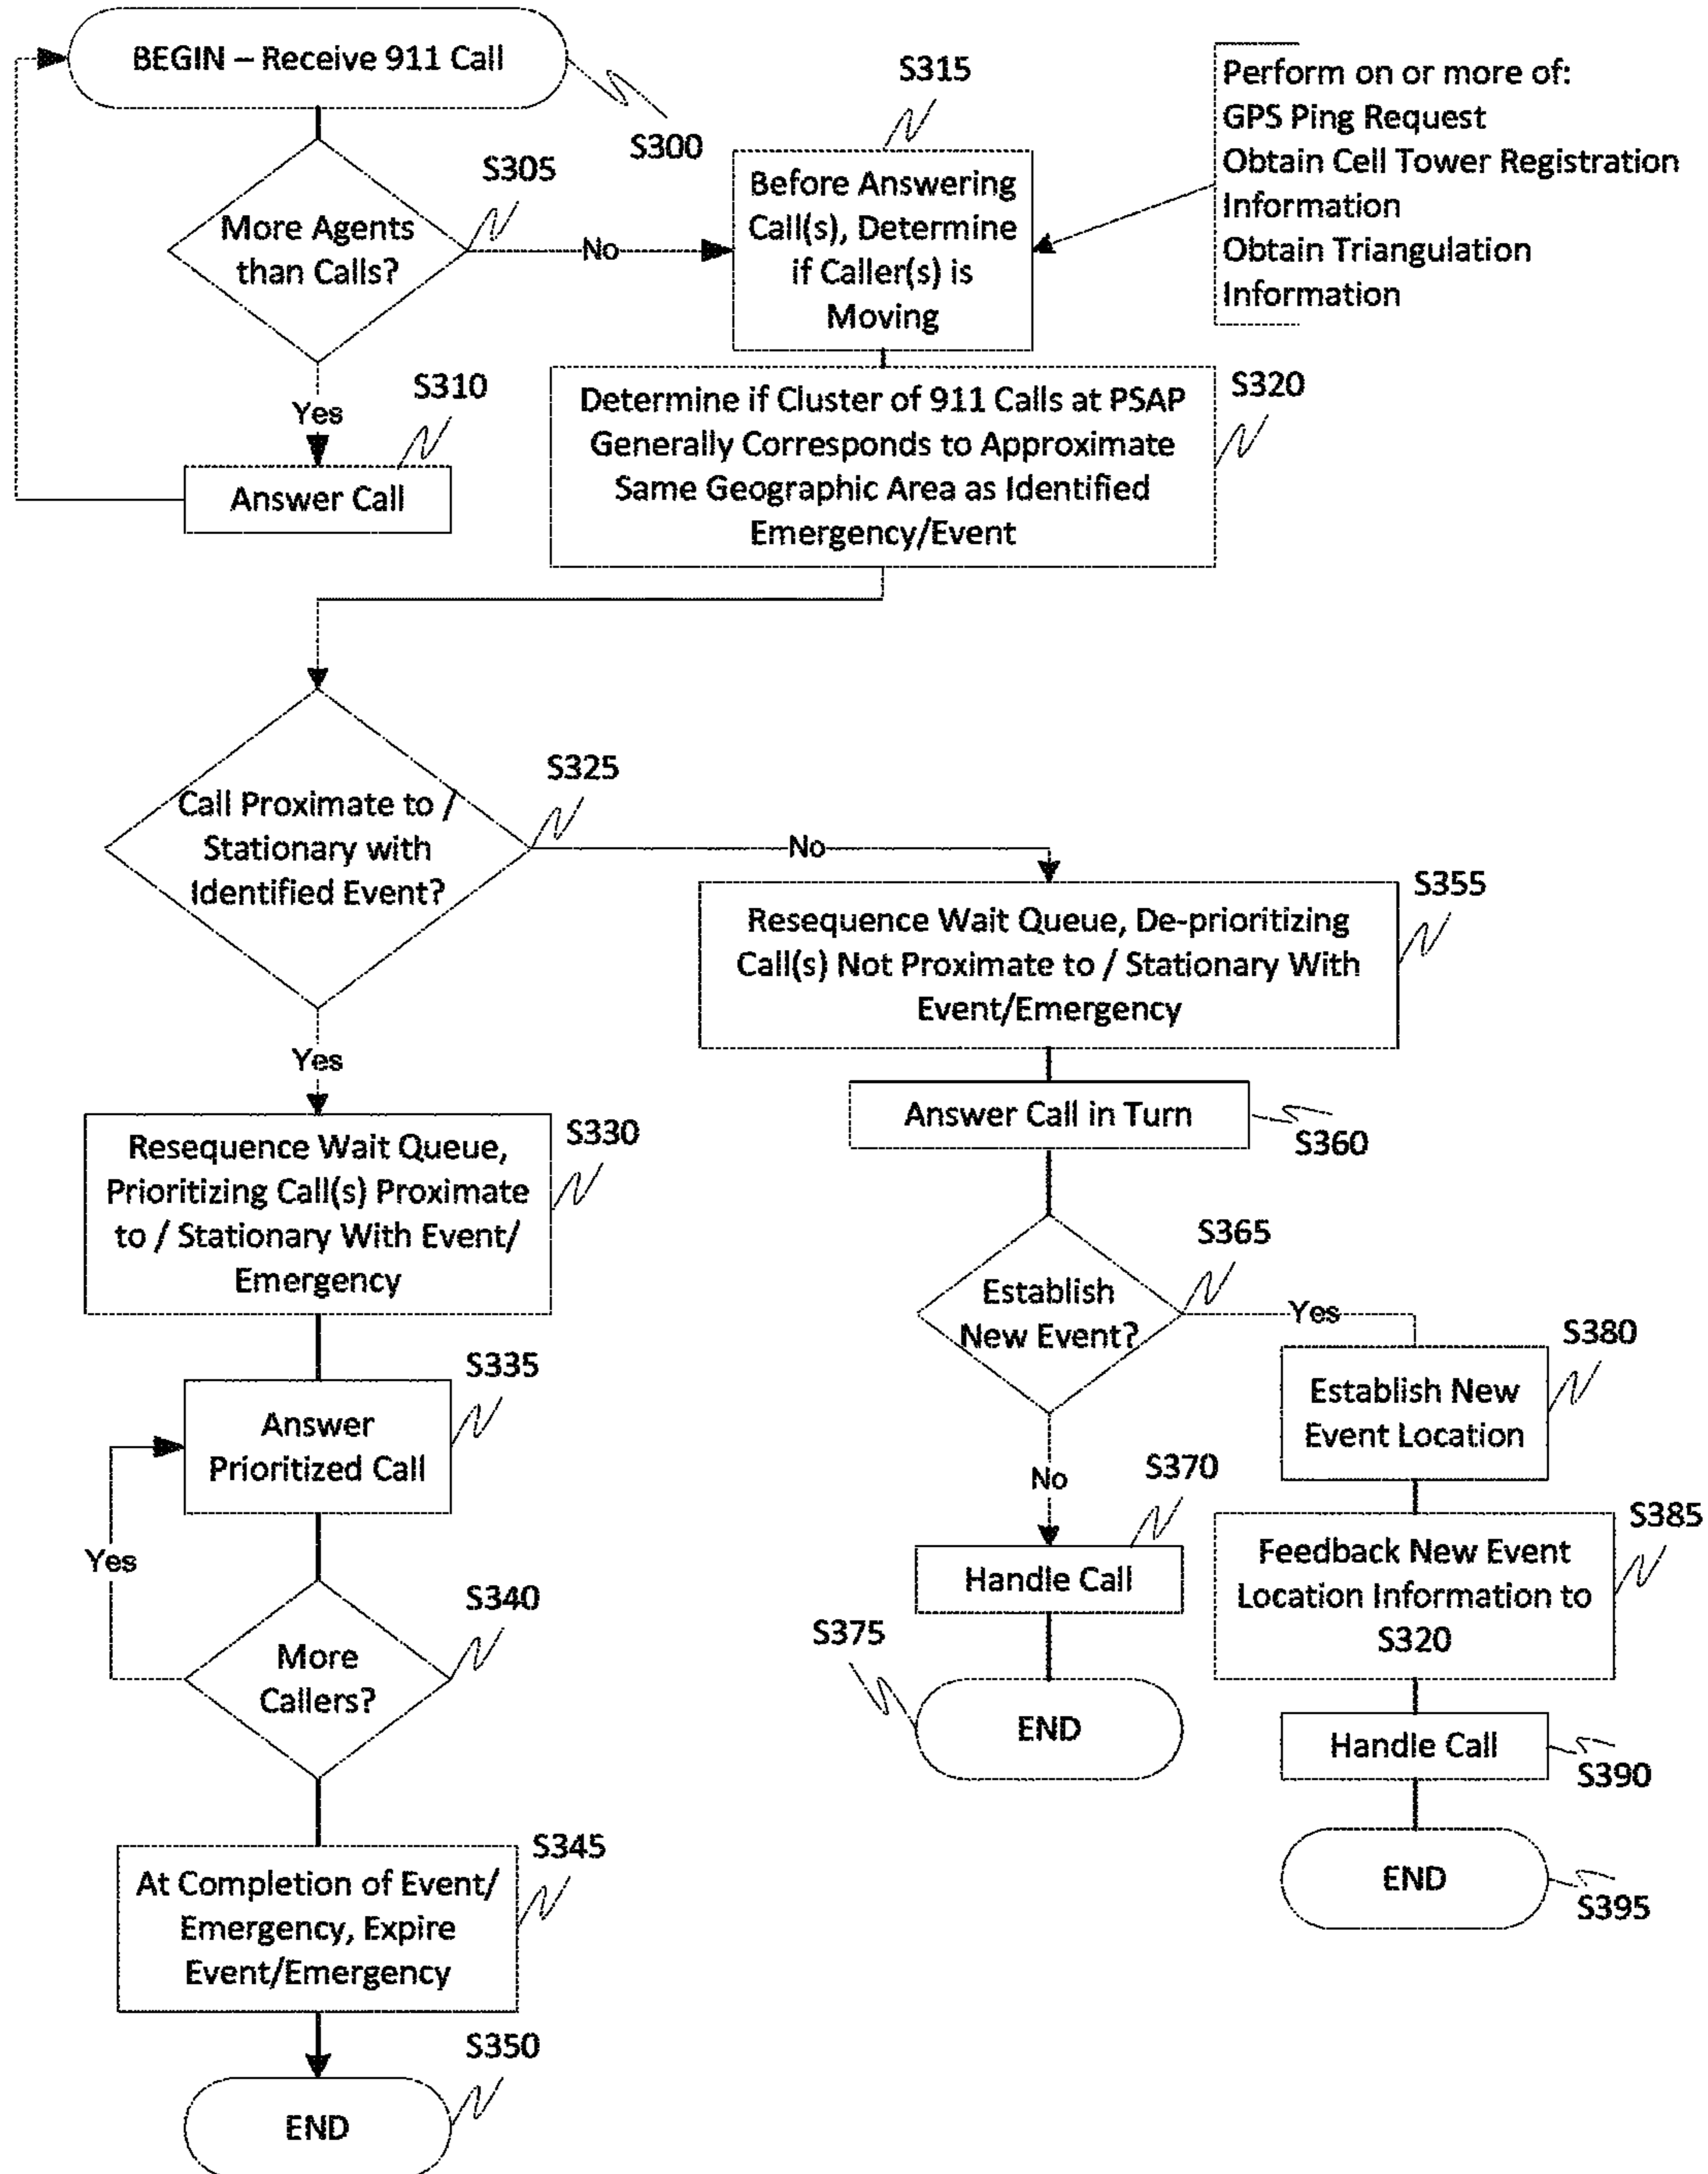 BEGIN – Receive 911 Call
S300
S305
More Agents
than Calls?
No
Yes
S310
Answer Call
S315
Before Answering
Call(s), Determine
if Caller(s) is
Moving
Perform on or more of:
GPS Ping Request
Obtain Cell Tower Registration
Information
Obtain Triangulation
Information
Determine if Cluster of 911 Calls at PSAP
Generally Corresponds to Approximate
Same Geographic Area as Identified
Emergency/Event
S320
S325
Call Proximate to /
Stationary with
Identified Event?
No
Yes
S330
Resequence Wait Queue,
Prioritizing Call(s) Proximate
to / Stationary With Event/
Emergency
S335
Answer
Prioritized Call
Yes
S340
More
Callers?
S345
At Completion of Event/
Emergency, Expire
Event/Emergency
S350
END
S355
Resequence Wait Queue, De-prioritizing
Call(s) Not Proximate to / Stationary With
Event/Emergency
Answer Call in Turn
S360
S365
Establish
New Event?
Yes
No
S370
Handle Call
S375
END
S380
Establish New
Event Location
S385
Feedback New Event
Location Information to
S320
Handle Call
S390
END
S395